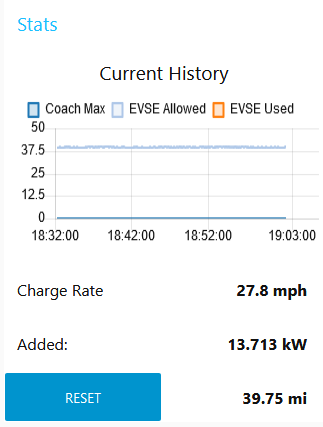 Stats
Current History
Coach Max EVSE Allowed EVSE Used
50
37.5
25
12.5
0
18:32:00 18:42:00 18:52:00 19:03:00
Charge Rate 27.8 mph
Added: 13.713 kW
RESET 39.75 mi